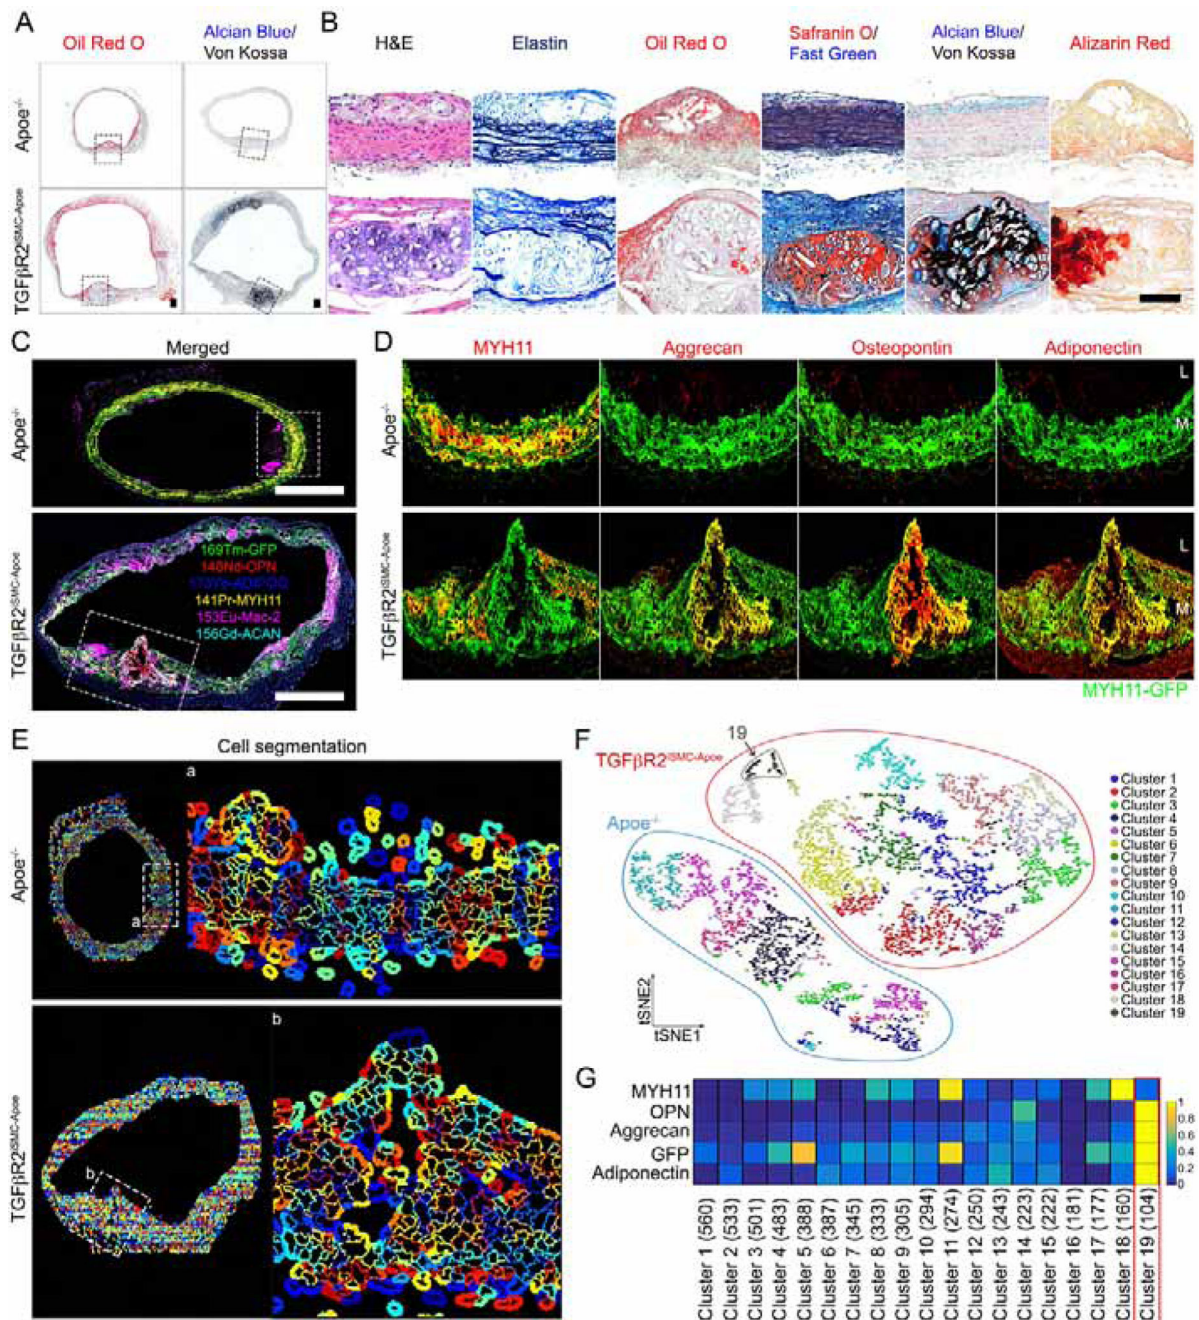 A
Oil Red O
Alcian Blue/
Von Kossa
Apoe-/-
TGFβR2iSMC-Apoe
B
H&E
Elastin
Oil Red O
Safranin O/
Fast Green
Alcian Blue/
Von Kossa
Alizarin Red
C
Merged
Apoe-/-
TGFβR2iSMC-Apoe
169Tm-GFP
148Nd-OPN
141Pr-MYH11
153Eu-Mac-2
156Gd-ACAN
D
MYH11
Aggrecan
Osteopontin
Adiponectin
Apoe-/-
TGFβR2iSMC-Apoe
L
M
L
M
MYH11-GFP
E
Cell segmentation
Apoe-/-
a
a
TGFβR2iSMC-Apoe
b
b
F
19
TGFβR2iSMC-Apoe
Apoe-/-
tSNE2
tSNE1
Cluster 1
Cluster 2
Cluster 3
Cluster 4
Cluster 5
Cluster 6
Cluster 7
Cluster 8
Cluster 9
Cluster 10
Cluster 11
Cluster 12
Cluster 13
Cluster 14
Cluster 15
Cluster 16
Cluster 17
Cluster 18
Cluster 19
G
MYH11
OPN
Aggrecan
GFP
Adiponectin
1
0.8
0.6
0.4
0.2
0
Cluster 1 (560)
Cluster 2 (533)
Cluster 3 (501)
Cluster 4 (483)
Cluster 5 (388)
Cluster 6 (387)
Cluster 7 (345)
Cluster 8 (333)
Cluster 9 (305)
Cluster 10 (294)
Cluster 11 (274)
Cluster 12 (250)
Cluster 13 (243)
Cluster 14 (223)
Cluster 15 (222)
Cluster 16 (181)
Cluster 17 (177)
Cluster 18 (160)
Cluster 19 (104)